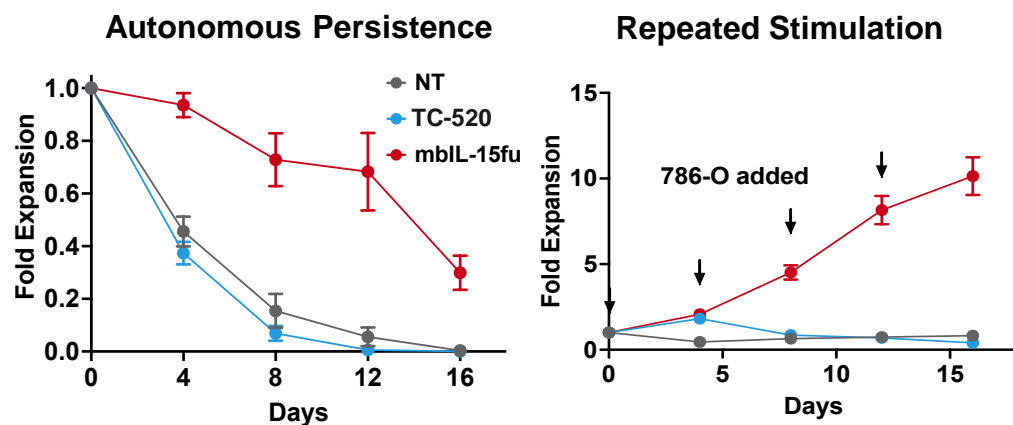 Autonomous Persistence
Fold Expansion
1.0
0.8
0.6
0.4
0.2
0.0
NT
TC-520
mbIL-15fu
0 4 8 12 16
Days
Repeated Stimulation
Fold Expansion
15
10
5
0
786-O added
0 5 10 15
Days